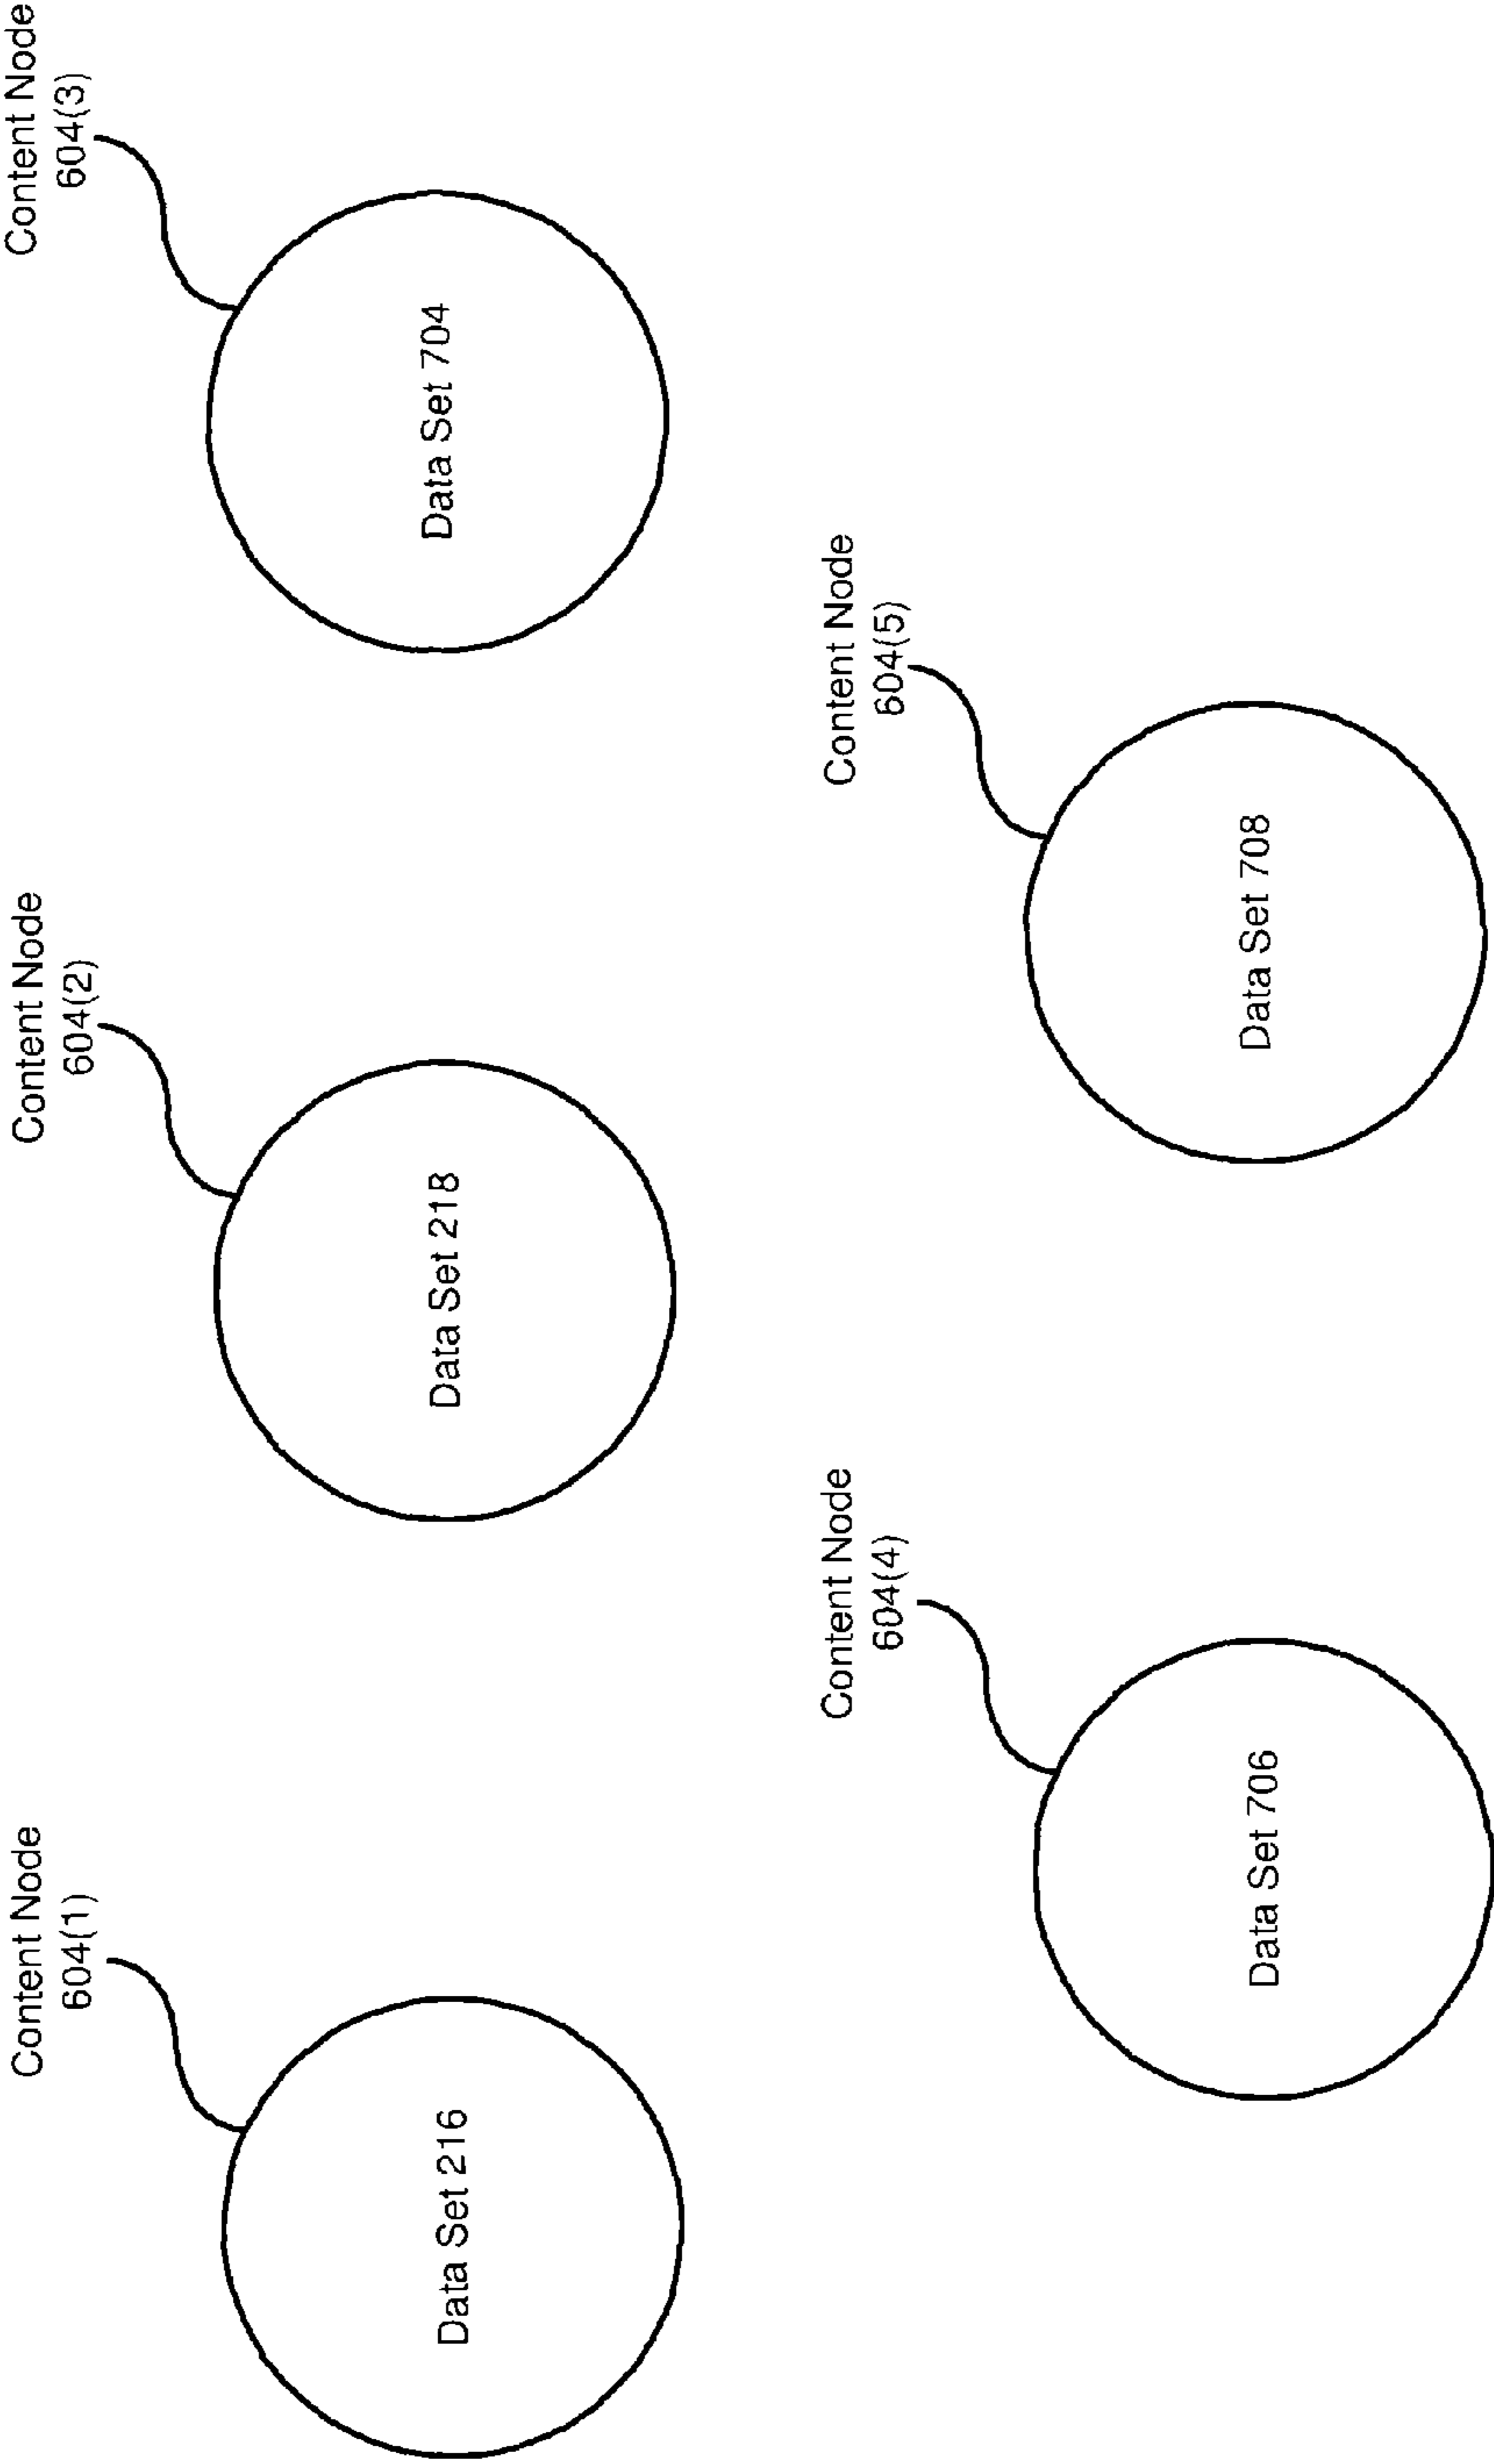 Content Node
604(1)
Data Set 216
Content Node
604(2)
Data Set 218
Content Node
604(3)
Data Set 704
Content Node
604(4)
Data Set 706
Content Node
604(5)
Data Set 708